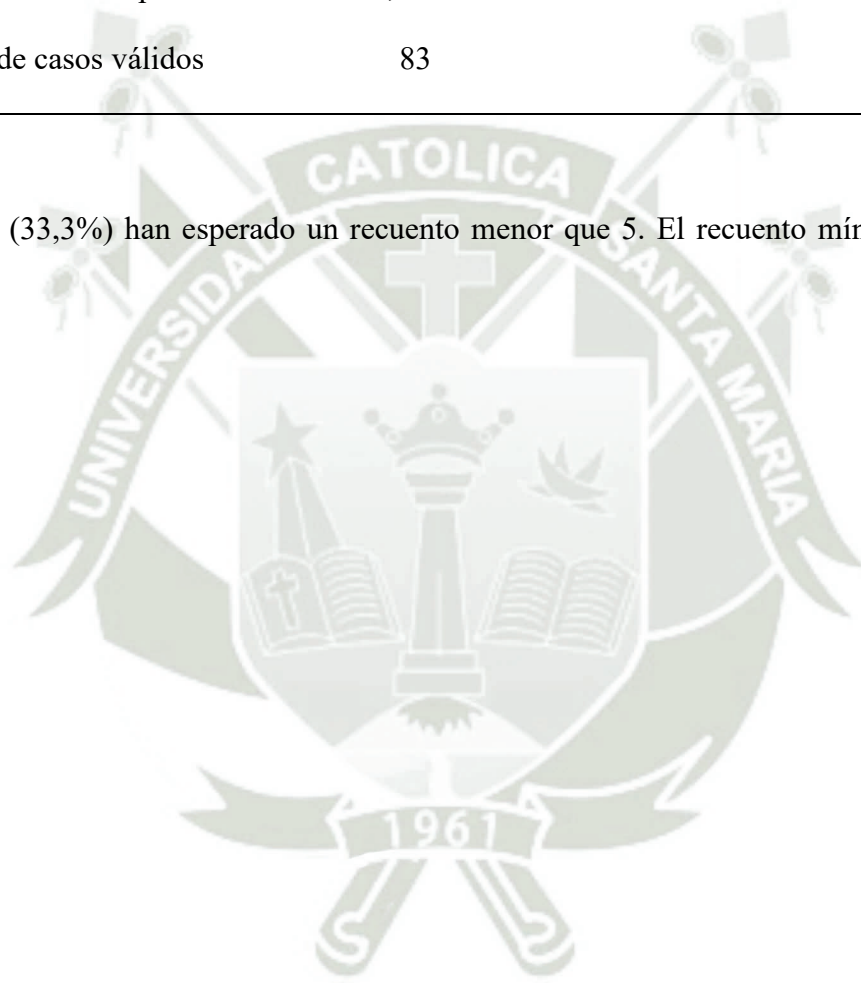 de casos válidos 83
(33,3%) han esperado un recuento menor que 5. El recuento mín
UNIVERSIDAD CATOLICA SANTA MARIA
1961